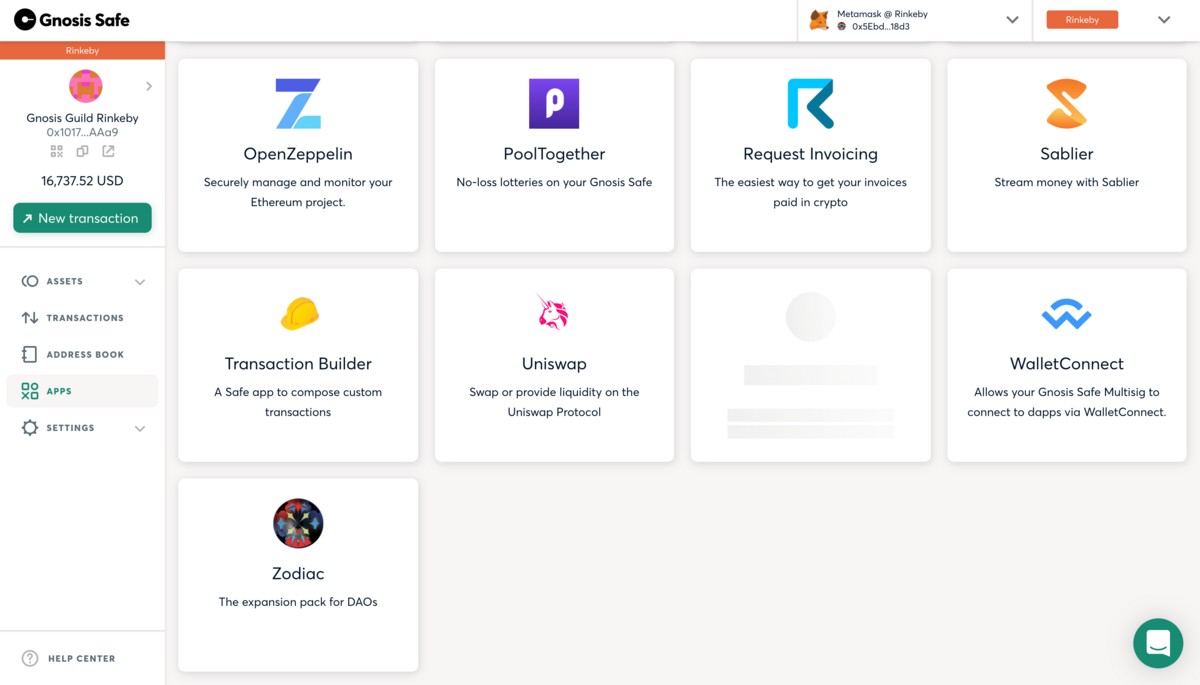 Gnosis Safe
Metamask @ Rinkeby
0x5Ebd...18d3
Rinkeby
Rinkeby
Gnosis Guild Rinkeby
0x1017...AAa9
16,737.52 USD
New transaction
ASSETS
TRANSACTIONS
ADDRESS BOOK
APPS
SETTINGS
HELP CENTER
OpenZeppelin
Securely manage and monitor your
Ethereum project.
PoolTogether
No-loss lotteries on your Gnosis Safe
Request Invoicing
The easiest way to get your invoices
paid in crypto
Sablier
Stream money with Sablier
Transaction Builder
A Safe app to compose custom
transactions
Uniswap
Swap or provide liquidity on the
Uniswap Protocol
WalletConnect
Allows your Gnosis Safe Multisig to
connect to dapps via WalletConnect.
Zodiac
The expansion pack for DAOs